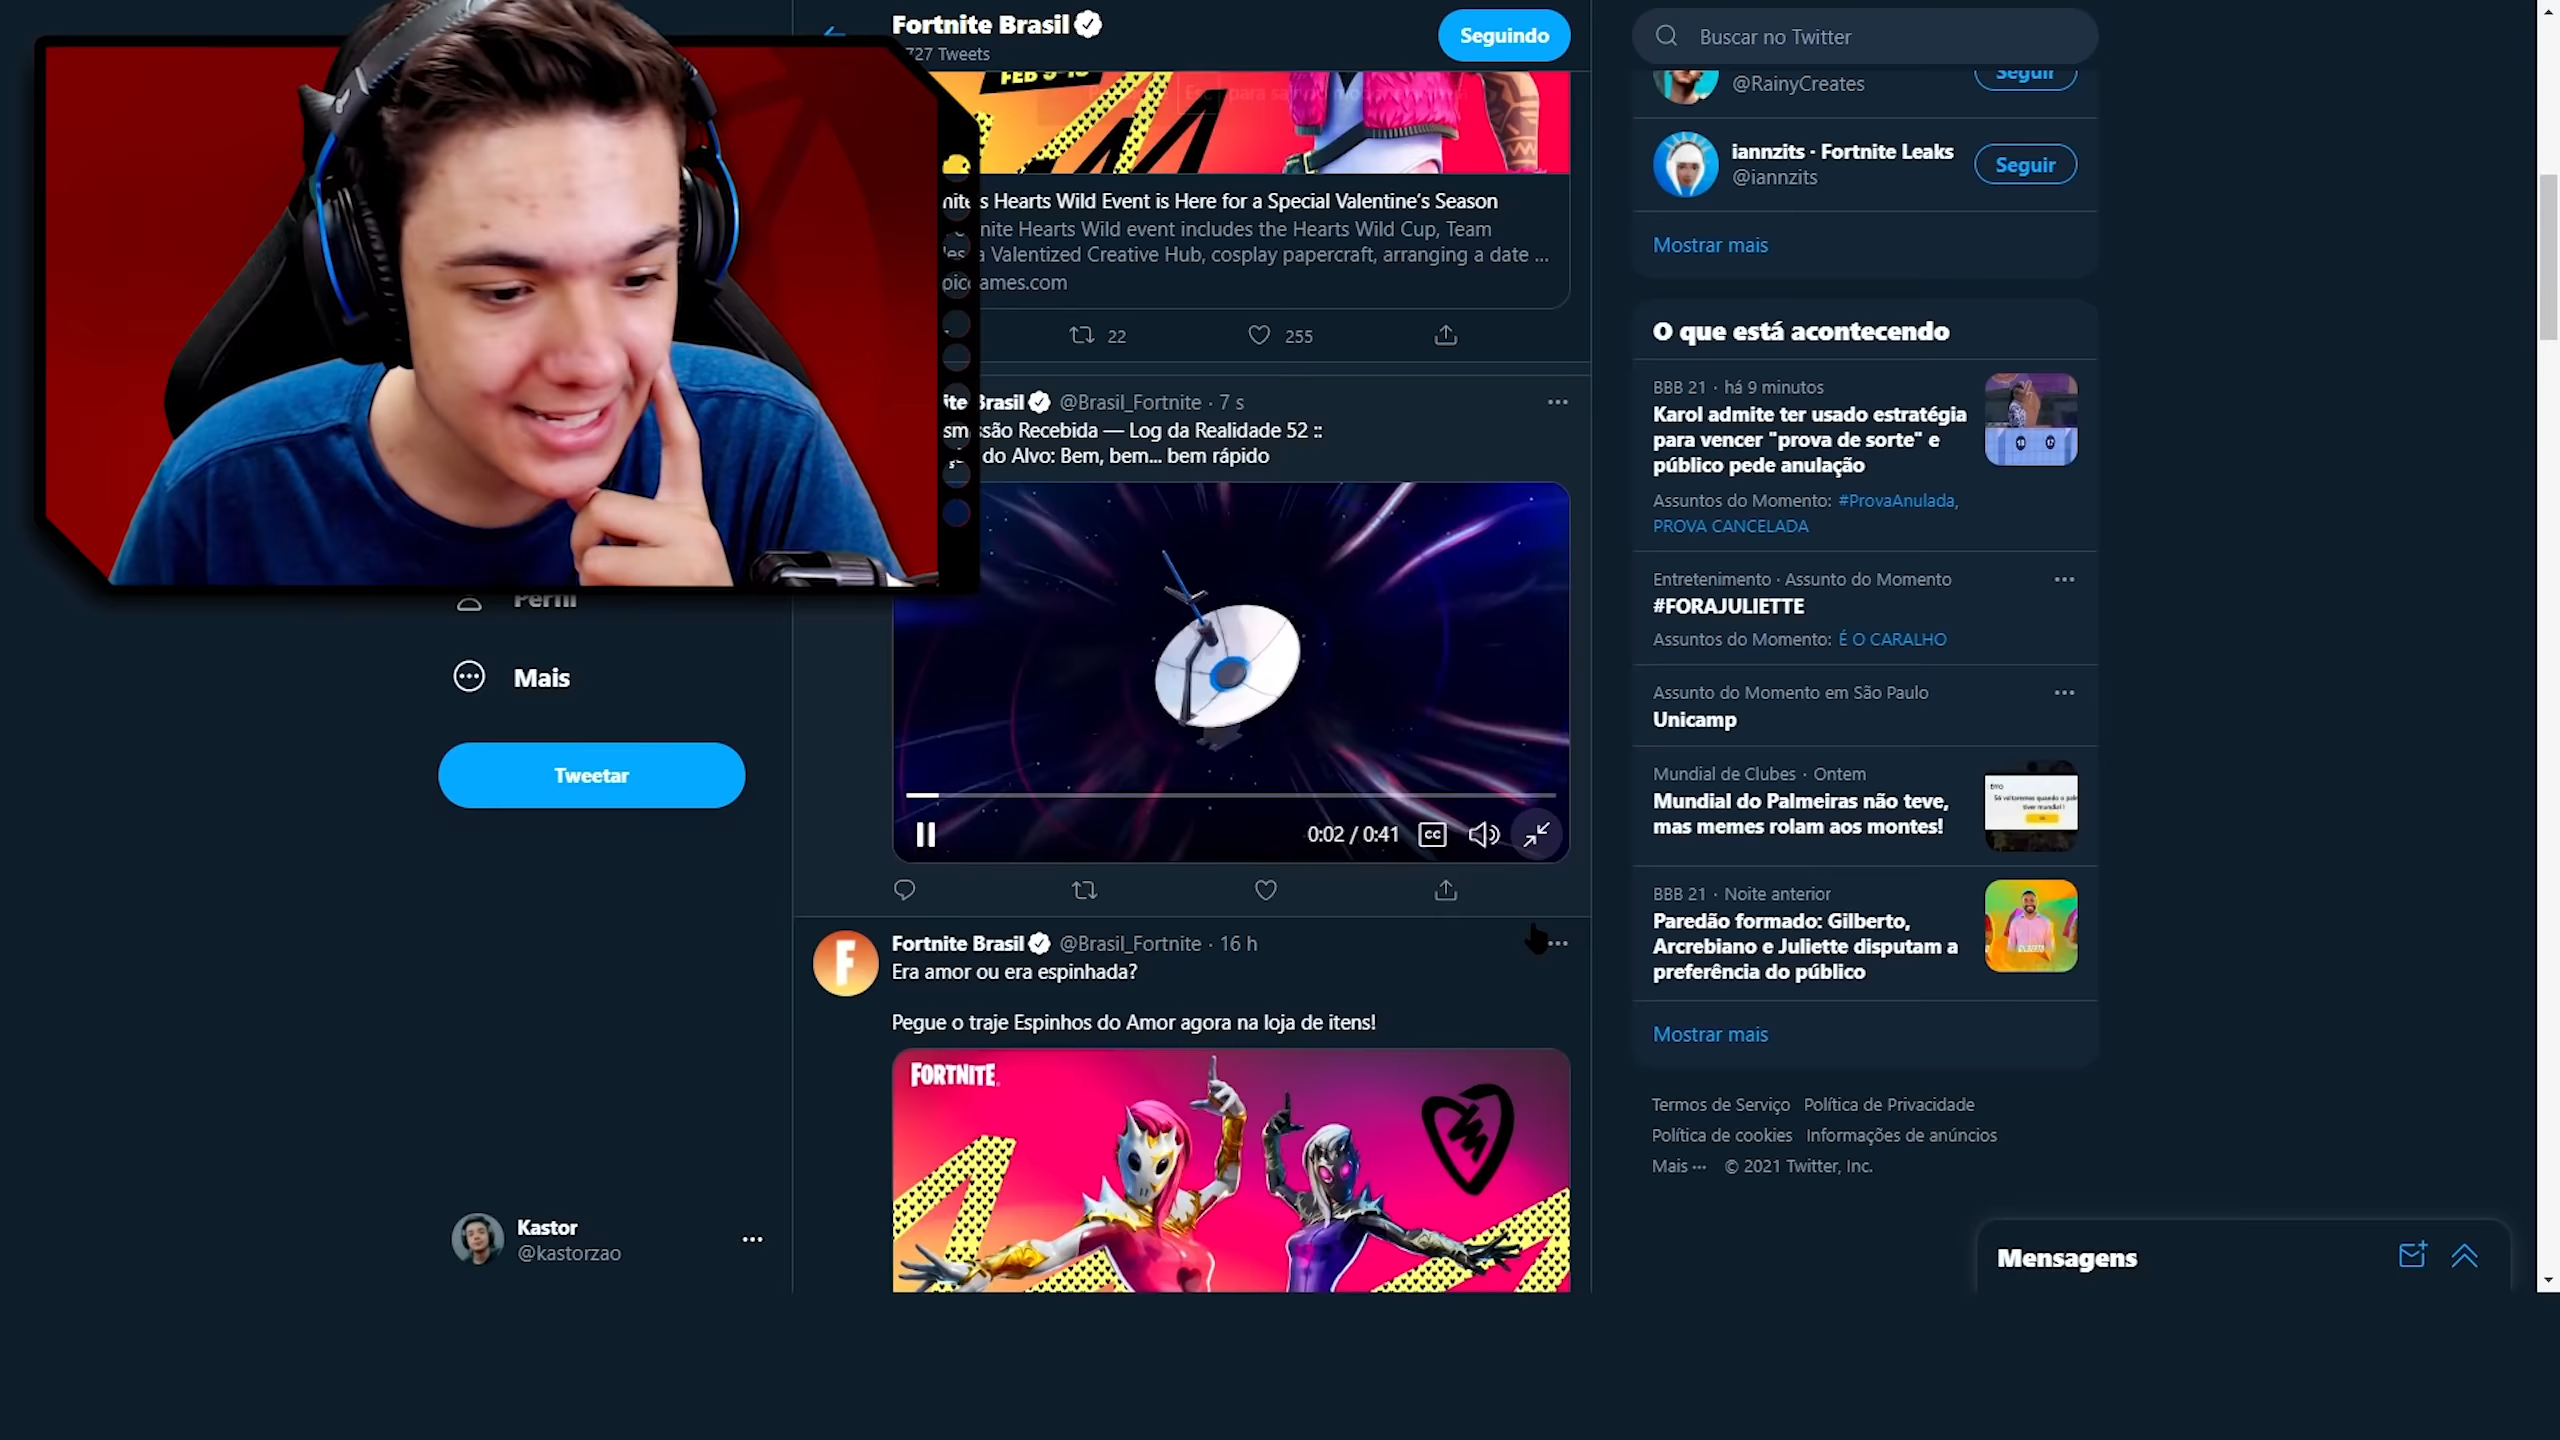 Fortnite Brasil
727 Tweets
Seguindo
FEB
s Hearts Wild Event is Here for a Special Valentine's Season
nite Hearts Wild event includes the Hearts Wild Cup, Team
a Valentized Creative Hub, cosplay papercraft, arranging a date ...
ames.com
22
255
Brasil @Brasil_Fortnite · 7 s
ssão Recebida — Log da Realidade 52 ::
do Alvo: Bem, bem... bem rápido
0:02 / 0:41
CC
Fortnite Brasil @Brasil_Fortnite · 16 h
Era amor ou era espinhada?
Pegue o traje Espinhos do Amor agora na loja de itens!
FORTNITE
Perfil
Mais
Tweetar
Kastor
@kastorzao
Buscar no Twitter
@RainyCreates
Seguir
iannzits · Fortnite Leaks
@iannzits
Seguir
Mostrar mais
O que está acontecendo
BBB 21 · há 9 minutos
Karol admite ter usado estratégia
para vencer "prova de sorte" e
público pede anulação
Assuntos do Momento: #ProvaAnulada,
PROVA CANCELADA
Entretenimento · Assunto do Momento
#FORAJULIETTE
Assuntos do Momento: É O CARALHO
Assunto do Momento em São Paulo
Unicamp
Mundial de Clubes · Ontem
Mundial do Palmeiras não teve,
mas memes rolam aos montes!
BBB 21 · Noite anterior
Paredão formado: Gilberto,
Arcrebiano e Juliette disputam a
preferência do público
Mostrar mais
Termos de Serviço Política de Privacidade
Política de cookies Informações de anúncios
Mais ··· © 2021 Twitter, Inc.
Mensagens